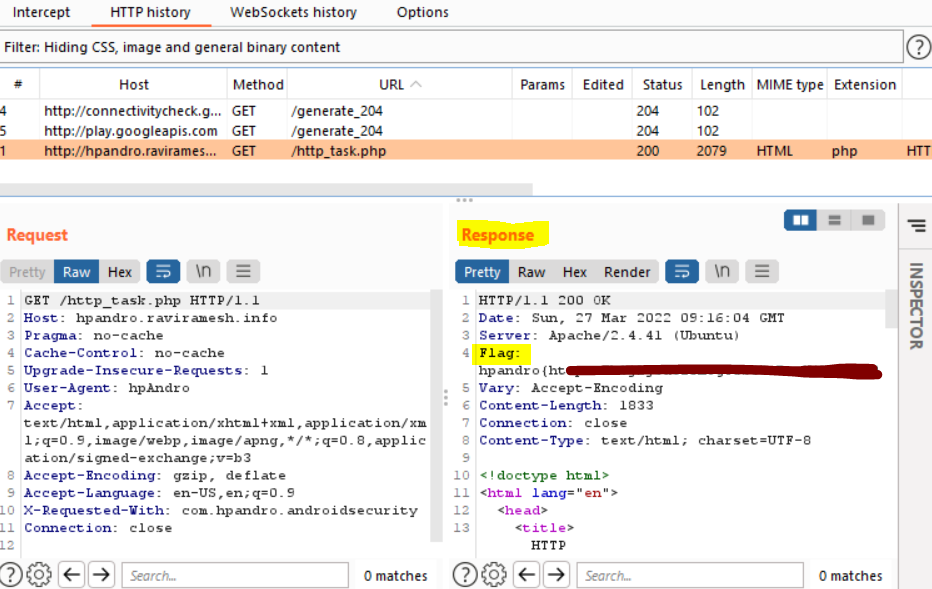 Intercept HTTP history WebSockets history Options
Filter: Hiding CSS, image and general binary content ?
# Host Method URL Params Edited Status Length MIME type Extension
4 http://connectivitycheck.g... GET /generate_204 204 102
5 http://play.googleapis.com GET /generate_204 204 102
1 http://hpandro.ravirames... GET /http_task.php 200 2079 HTML php HTT
Request
Pretty Raw Hex \n
1 GET /http_task.php HTTP/1.1
2 Host: hpandro.raviramesh.info
3 Pragma: no-cache
4 Cache-Control: no-cache
5 Upgrade-Insecure-Requests: 1
6 User-Agent: hpAndro
7 Accept:
text/html,application/xhtml+xml,application/xm
l;q=0.9,image/webp,image/apng,*/*;q=0.8,applic
ation/signed-exchange;v=b3
8 Accept-Encoding: gzip, deflate
9 Accept-Language: en-US,en;q=0.9
10 X-Requested-With: com.hpandro.androidsecurity
11 Connection: close
12
? Search... 0 matches
Response
Pretty Raw Hex Render \n
1 HTTP/1.1 200 OK
2 Date: Sun, 27 Mar 2022 09:16:04 GMT
3 Server: Apache/2.4.41 (Ubuntu)
4 Flag:
hpandro{ht
5 Vary: Accept-Encoding
6 Content-Length: 1833
7 Connection: close
8 Content-Type: text/html; charset=UTF-8
9
10 <!doctype html>
11 <html lang="en">
12 <head>
13 <title>
HTTP
? Search... 0 matches
INSPECTOR